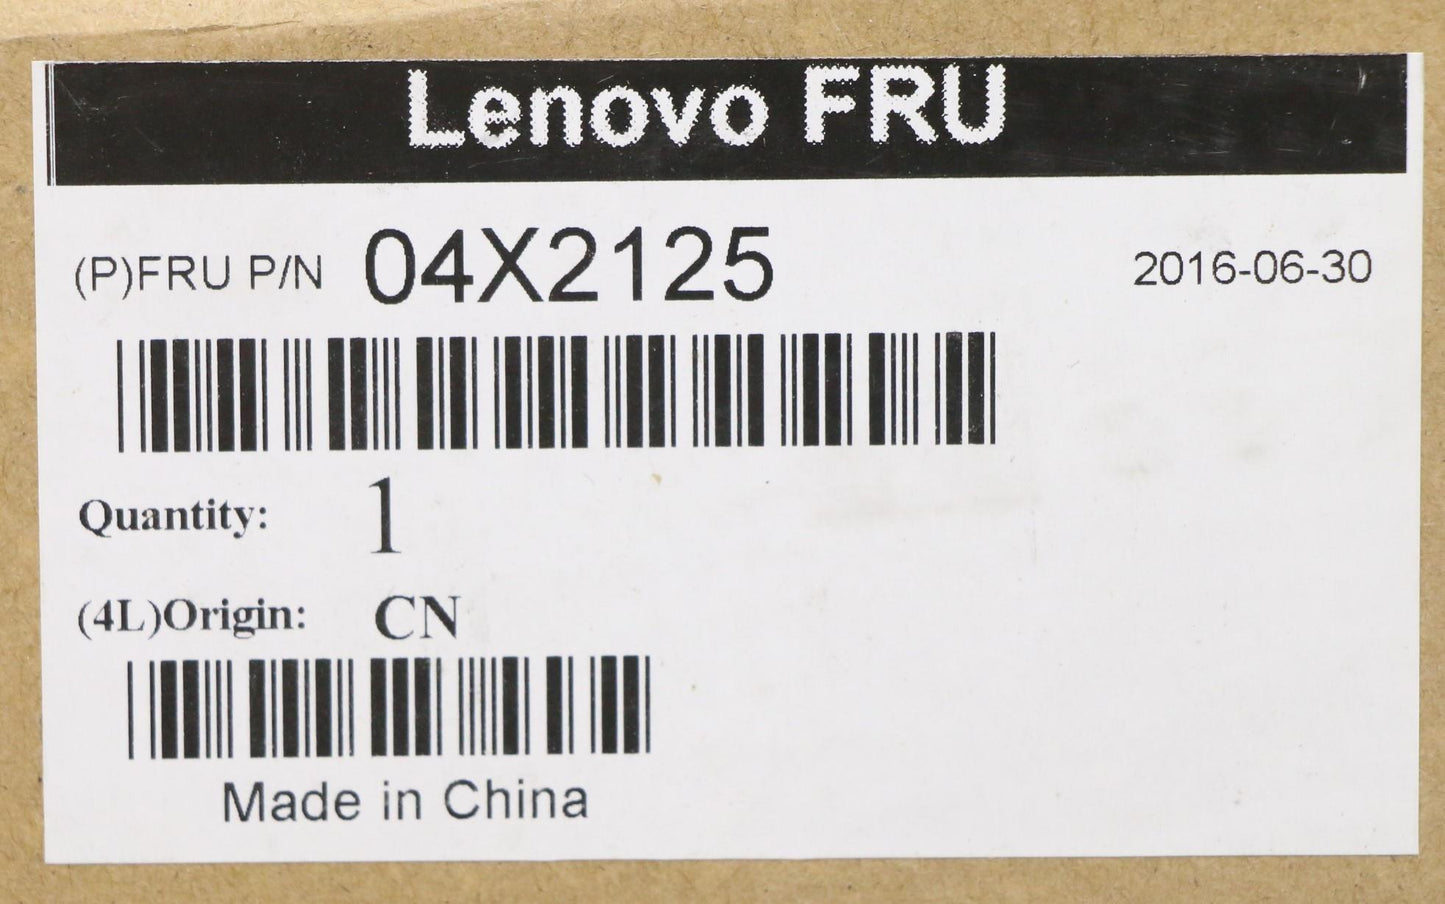 Lenovo FRU
(P)FRU P/N 04X2125 2016-06-30
Quantity: 1
(4L)Origin: CN
Made in China